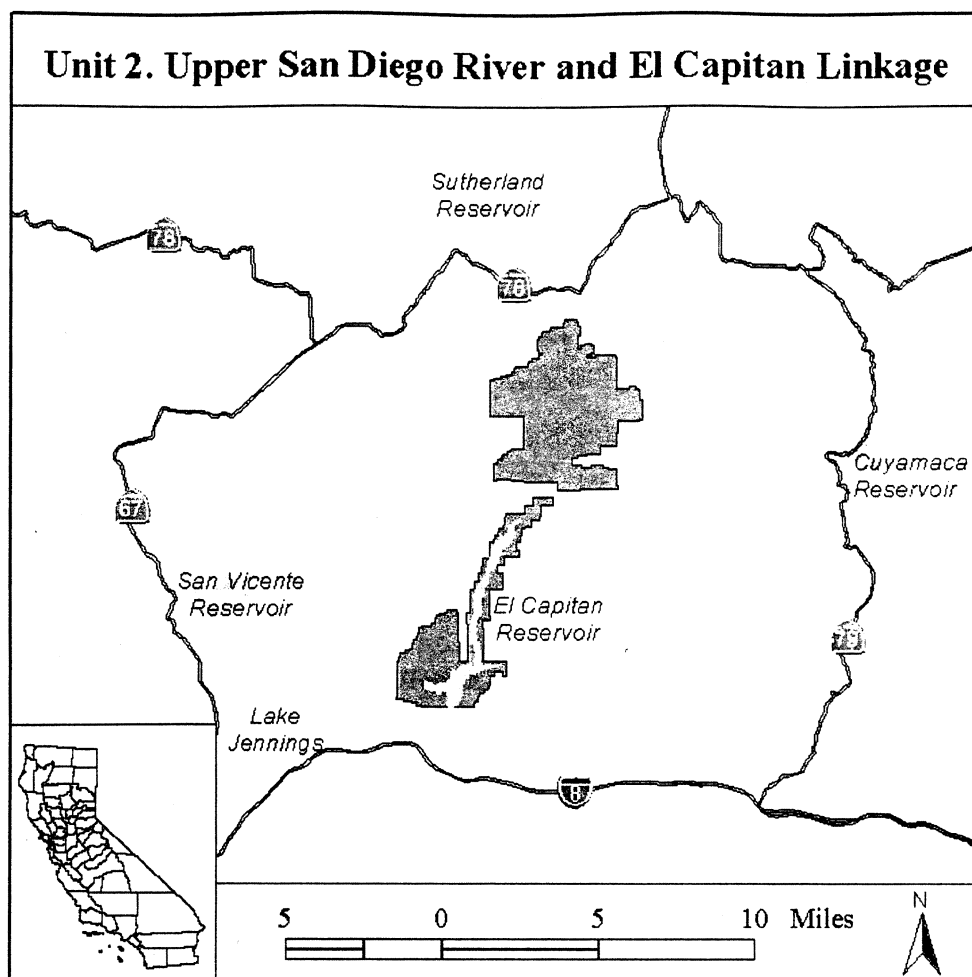 Unit 2. Upper San Diego River and El Capitan Linkage
Sutherland
Reservoir
78
78
Cuyamaca
Reservoir
67
San Vicente
Reservoir
El Capitan
Reservoir
79
Lake
Jennings
8
5 0 5 10 Miles
N